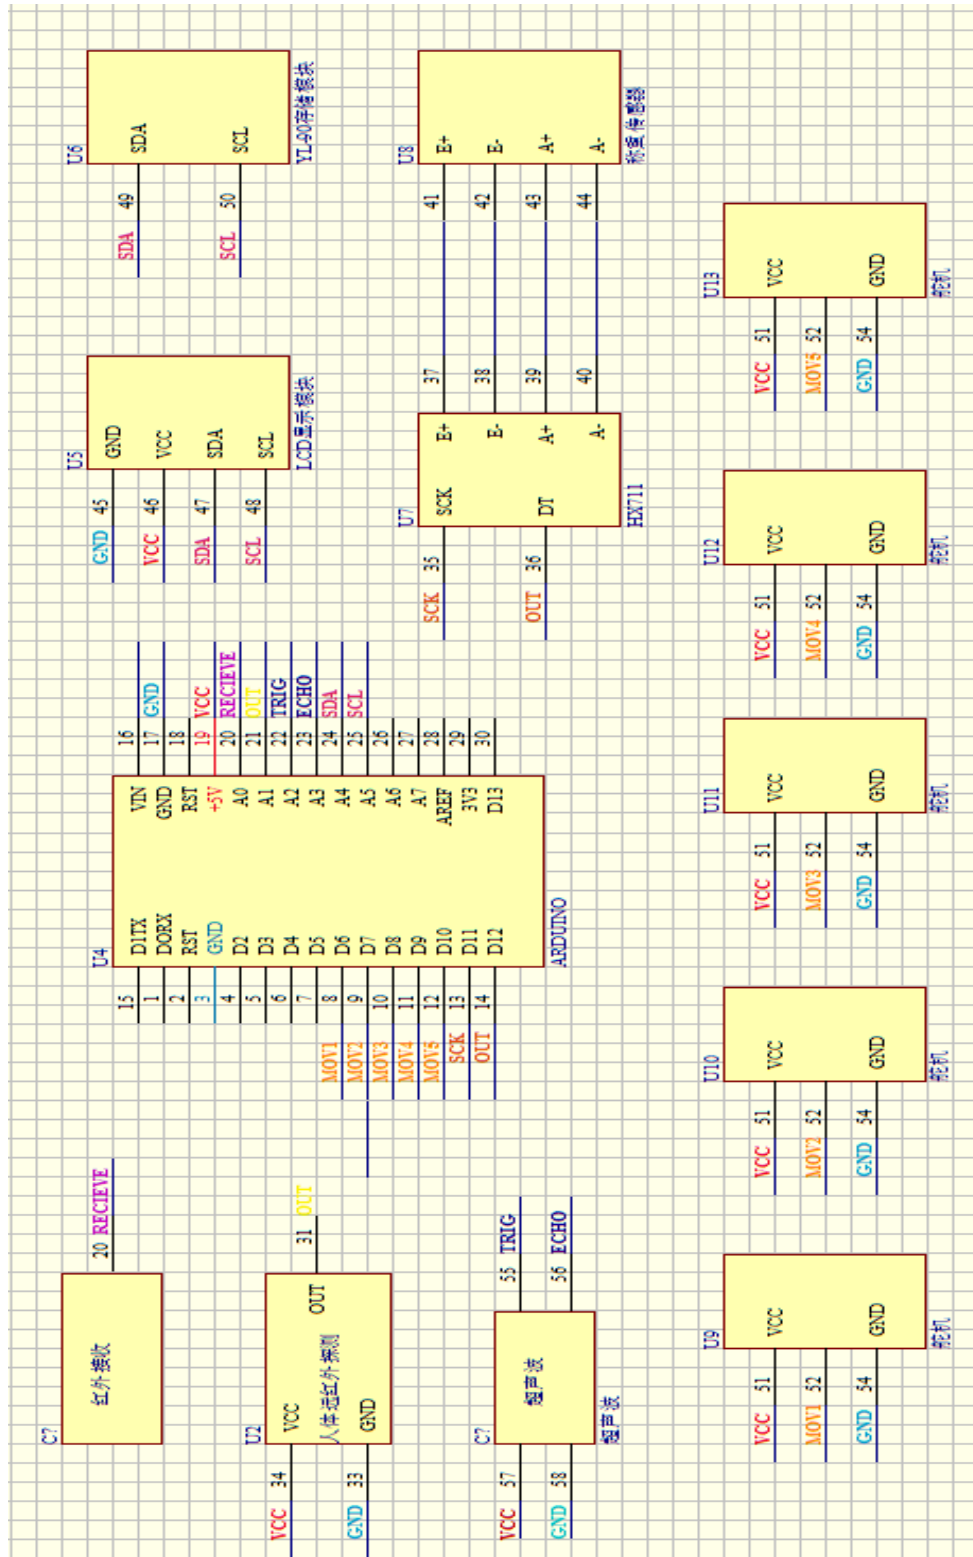 C?
红外接收
20 RECIEVE
U2
VCC 34 VCC
人体远红外探测
GND 33 GND
OUT 31 OUT
C?
超声波
VCC 57 55 TRIG
GND 58 56 ECHO
超声波
U4
15 D1TX VIN 16
1 DORX GND 17 GND
2 RST RST 18
3 GND +5V 19 VCC
4 D2 A0 20 RECIEVE
5 D3 A1 21 OUT
6 D4 A2 22 TRIG
7 D5 A3 23 ECHO
MOV1 8 D6 A4 24 SDA
MOV2 9 D7 A5 25 SCL
MOV3 10 D8 A6 26
MOV4 11 D9 A7 27
MOV5 12 D10 AREF 28
SCK 13 D11 3V3 29
OUT 14 D12 D13 30
ARDUINO
U5
GND 45 GND
VCC 46 VCC
SDA 47 SDA
SCL 48 SCL
LCD显示模块
U6
SDA 49 SDA
SCL 50 SCL
YL-90存储模块
U7
SCK 35 SCK E+ 37
E- 38
OUT 36 DT A+ 39
A- 40
HX711
U8
41 E+
42 E-
43 A+
44 A-
称重传感器
U9
VCC 51 VCC
MOV1 52
GND 54 GND
舵机
U10
VCC 51 VCC
MOV2 52
GND 54 GND
舵机
U11
VCC 51 VCC
MOV3 52
GND 54 GND
舵机
U12
VCC 51 VCC
MOV4 52
GND 54 GND
舵机
U13
VCC 51 VCC
MOV5 52
GND 54 GND
舵机